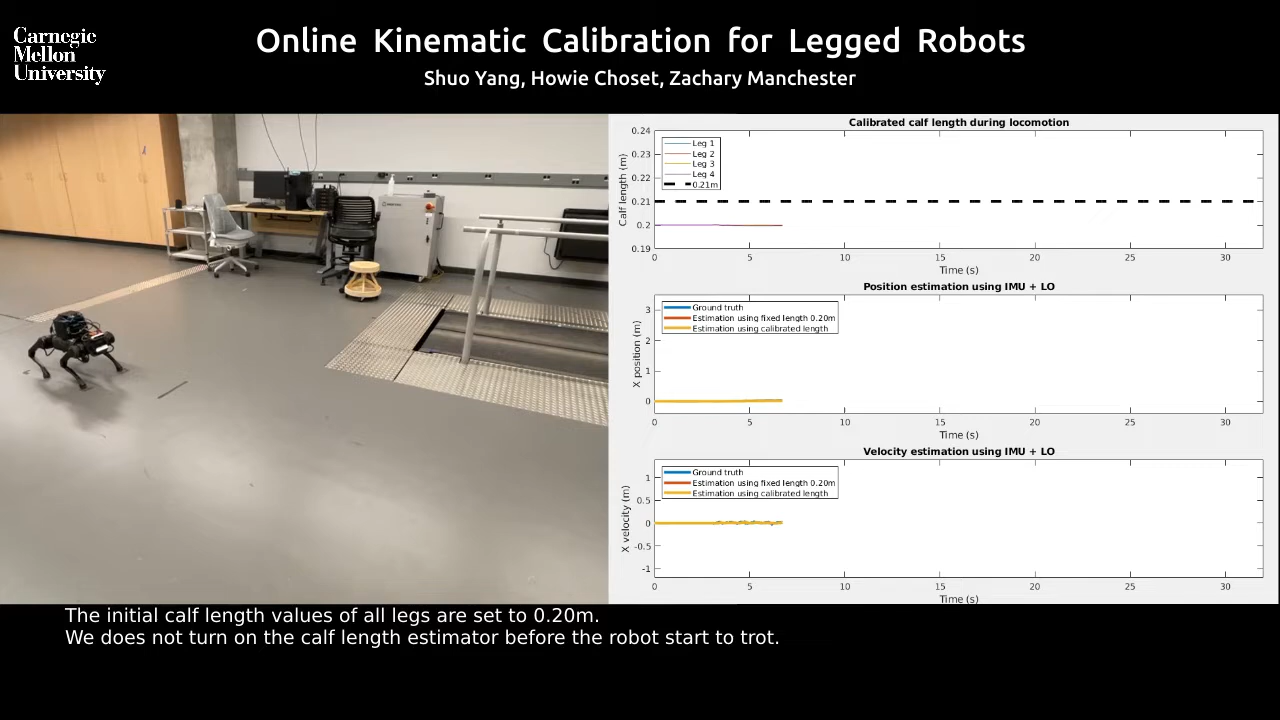 Carnegie
Mellon
University
Online Kinematic Calibration for Legged Robots
Shuo Yang, Howie Choset, Zachary Manchester
Calibrated calf length during locomotion
Calf length (m)
0.24
0.23
0.22
0.21
0.2
0.19
Leg 1
Leg 2
Leg 3
Leg 4
0.21m
0 5 10 15 20 25 30
Time (s)
Position estimation using IMU + LO
X position (m)
3
2
1
0
Ground truth
Estimation using fixed length 0.20m
Estimation using calibrated length
0 5 10 15 20 25 30
Time (s)
Velocity estimation using IMU + LO
X velocity (m)
1
0.5
0
-0.5
-1
Ground truth
Estimation using fixed length 0.20m
Estimation using calibrated length
0 5 10 15 20 25 30
Time (s)
The initial calf length values of all legs are set to 0.20m.
We does not turn on the calf length estimator before the robot start to trot.